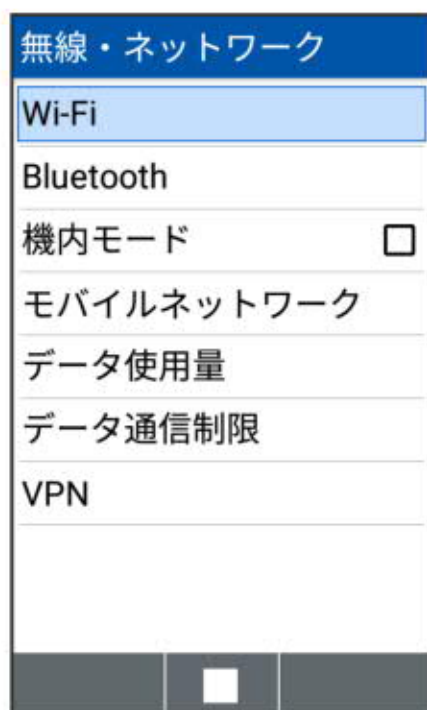 無線・ネットワーク
Wi-Fi
Bluetooth
機内モード
モバイルネットワーク
データ使用量
データ通信制限
VPN